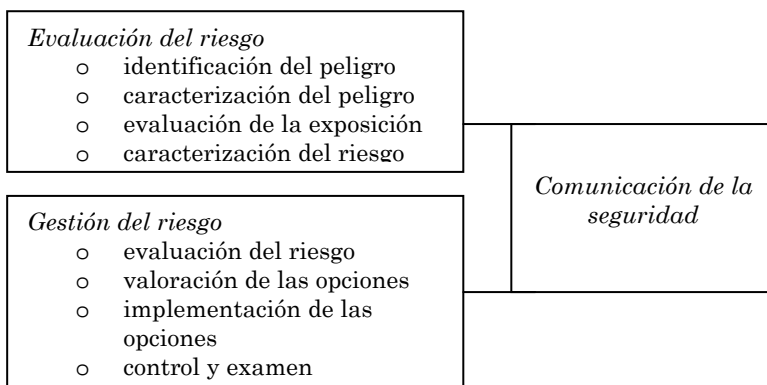 Evaluación del riesgo
o identificación del peligro
o caracterización del peligro
o evaluación de la exposición
o caracterización del riesgo
Gestión del riesgo
o evaluación del riesgo
o valoración de las opciones
o implementación de las
opciones
o control y examen
Comunicación de la
seguridad